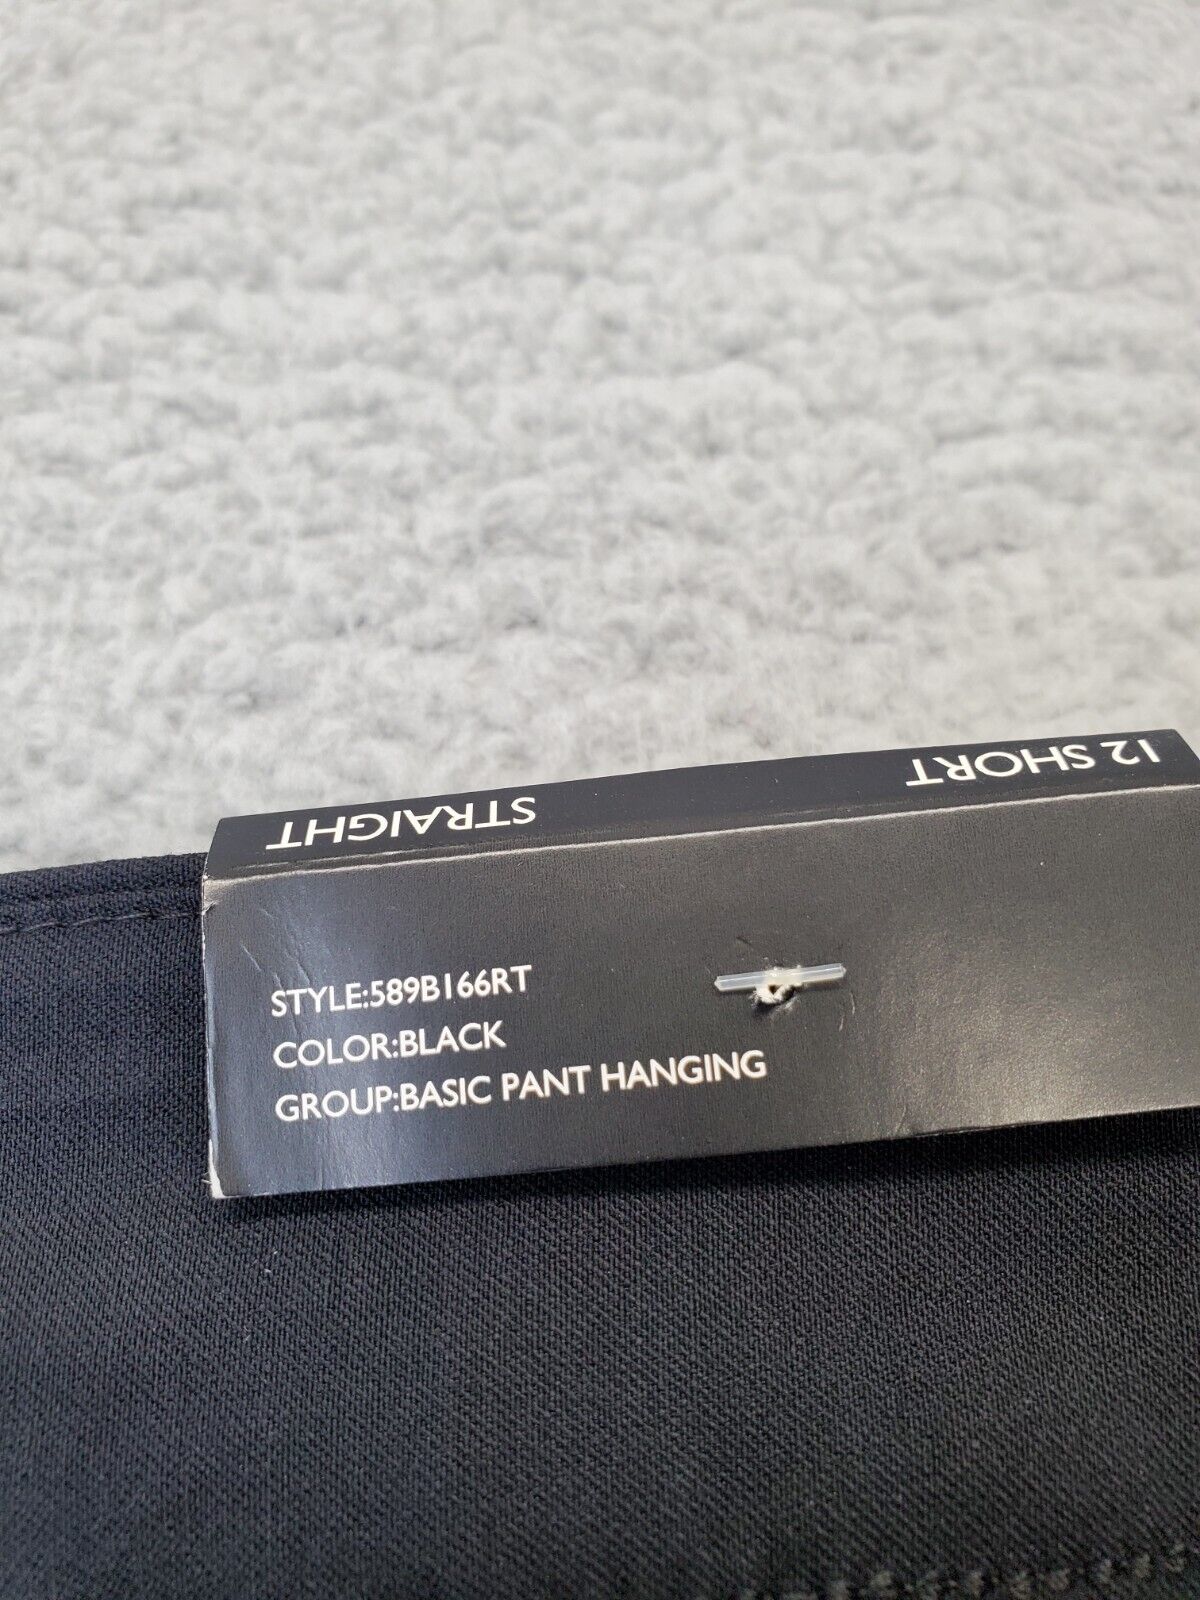 STRAIGHT 12 SHORT
STYLE:589B166RT
COLOR:BLACK
GROUP:BASIC PANT HANGING